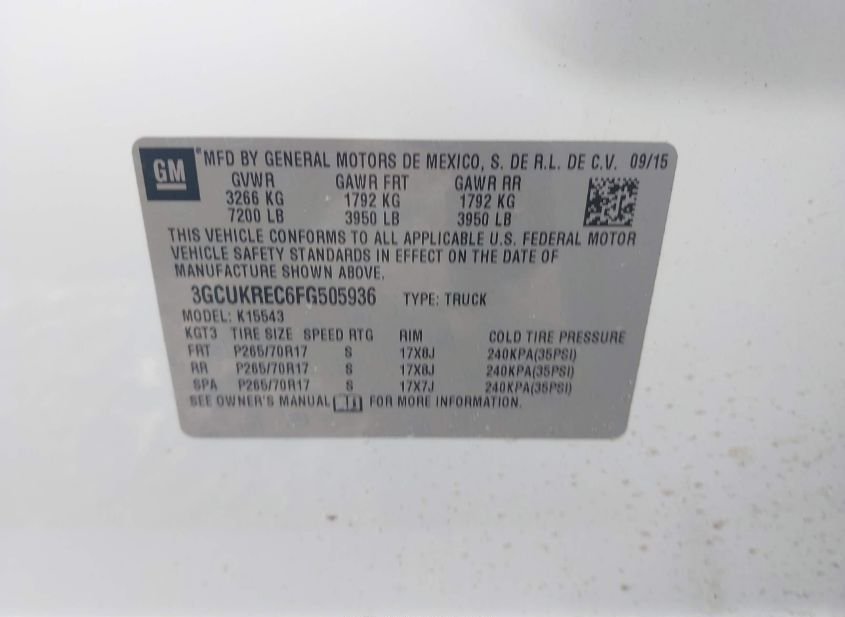 GM
MFD BY GENERAL MOTORS DE MEXICO, S. DE R.L. DE C.V. 09/15
GVWR GAWR FRT GAWR RR
3266 KG 1792 KG 1792 KG
7200 LB 3950 LB 3950 LB
THIS VEHICLE CONFORMS TO ALL APPLICABLE U.S. FEDERAL MOTOR
VEHICLE SAFETY STANDARDS IN EFFECT ON THE DATE OF
MANUFACTURE SHOWN ABOVE.
3GCUKREC6FG505936 TYPE: TRUCK
MODEL: K15543
KGT3 TIRE SIZE SPEED RTG RIM COLD TIRE PRESSURE
FRT P265/70R17 S 17X8J 240KPA(35PSI)
RR P265/70R17 S 17X8J 240KPA(35PSI)
SPA P265/70R17 S 17X7J 240KPA(35PSI)
SEE OWNER'S MANUAL FOR MORE INFORMATION.